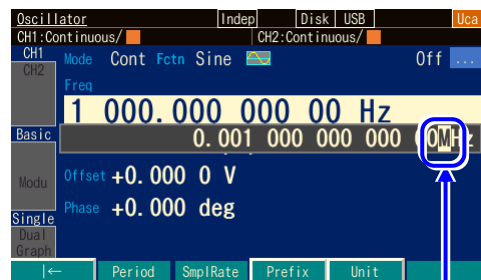 Oscillator Indep Disk USB Uca
CH1:Continuous/ CH2:Continuous/
CH1 Mode Cont Fctn Sine Off ...
CH2
Freq
1 000.000 000 00 Hz
Basic 0.001 000 000 000 00MHz
Modu Offset +0.000 0 V
Phase +0.000 deg
Single
Dual
Graph
|← Period SmplRate Prefix Unit